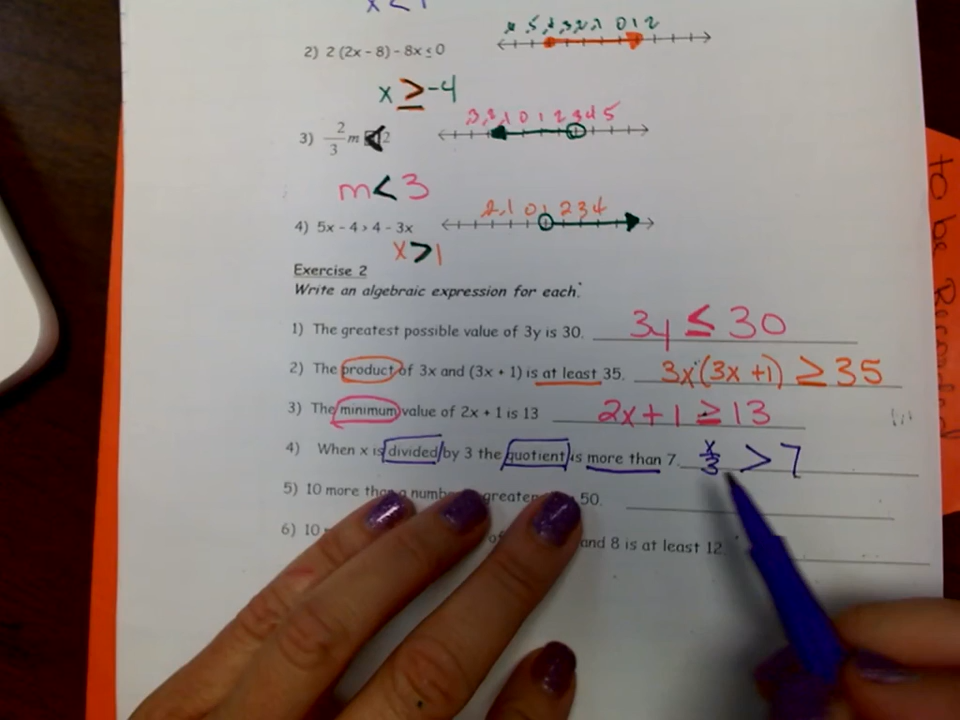 x < 1
2) 2 (2x - 8) - 8x ≤ 0
0 1 2
x ≥ -4
3) 2/3 m < 2
0 1 2 3 4 5
m < 3
4) 5x - 4 > 4 - 3x
0 1 2 3 4
x > 1
Exercise 2
Write an algebraic expression for each.
1) The greatest possible value of 3y is 30. 3y ≤ 30
2) The product of 3x and (3x + 1) is at least 35. 3x(3x + 1) ≥ 35
3) The minimum value of 2x + 1 is 13 2x + 1 ≥ 13
4) When x is divided by 3 the quotient is more than 7. x/3 > 7
5) 10 more than a number greater 50.
6) 10 and 8 is at least 12.
to be